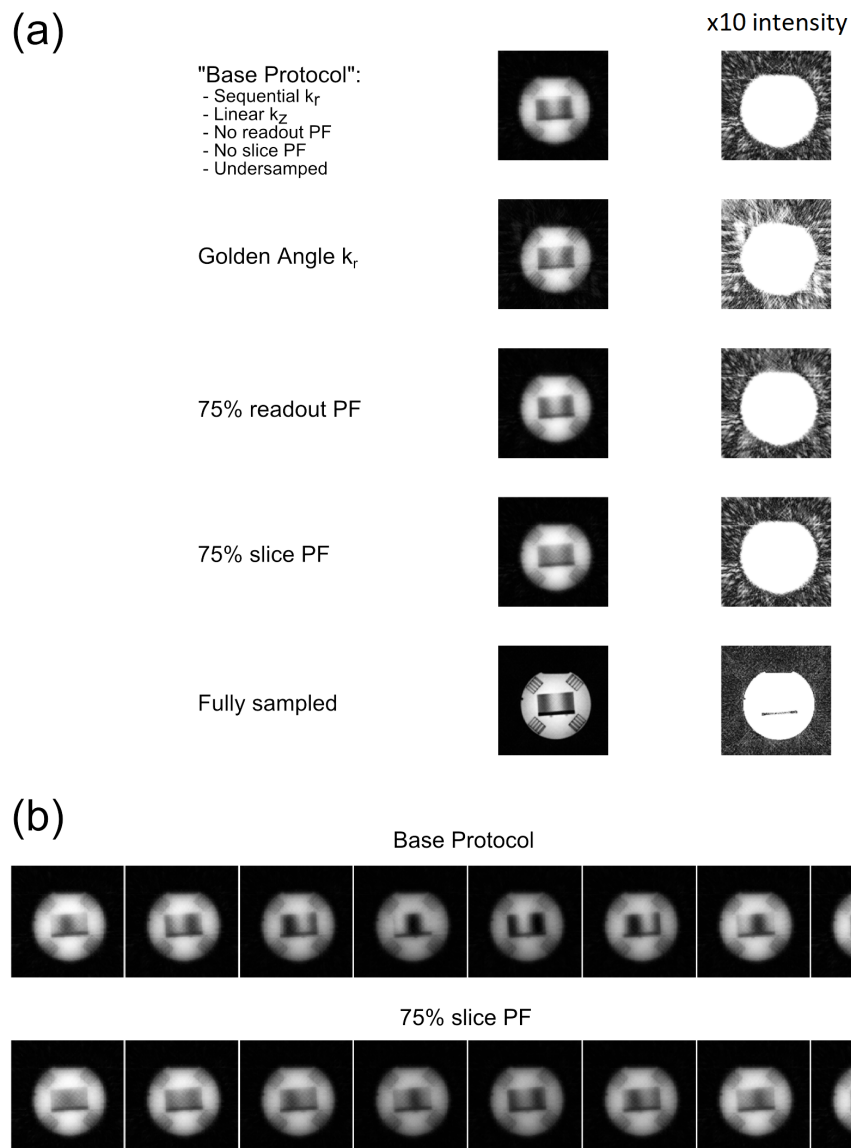 (a)
x10 intensity
"Base Protocol":
- Sequential kr
- Linear kz
- No readout PF
- No slice PF
- Undersamped
Golden Angle kr
75% readout PF
75% slice PF
Fully sampled
(b)
Base Protocol
75% slice PF